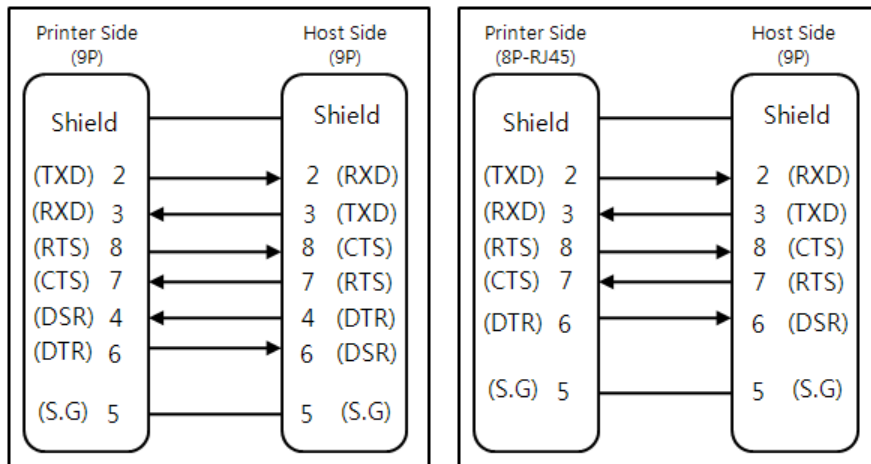 Printer Side
(9P)
Host Side
(9P)
Shield
Shield
(TXD) 2
2 (RXD)
(RXD) 3
3 (TXD)
(RTS) 8
8 (CTS)
(CTS) 7
7 (RTS)
(DSR) 4
4 (DTR)
(DTR) 6
6 (DSR)
(S.G) 5
5 (S.G)
Printer Side
(8P-RJ45)
Host Side
(9P)
Shield
Shield
(TXD) 2
2 (RXD)
(RXD) 3
3 (TXD)
(RTS) 8
8 (CTS)
(CTS) 7
7 (RTS)
(DTR) 6
6 (DSR)
(S.G) 5
5 (S.G)